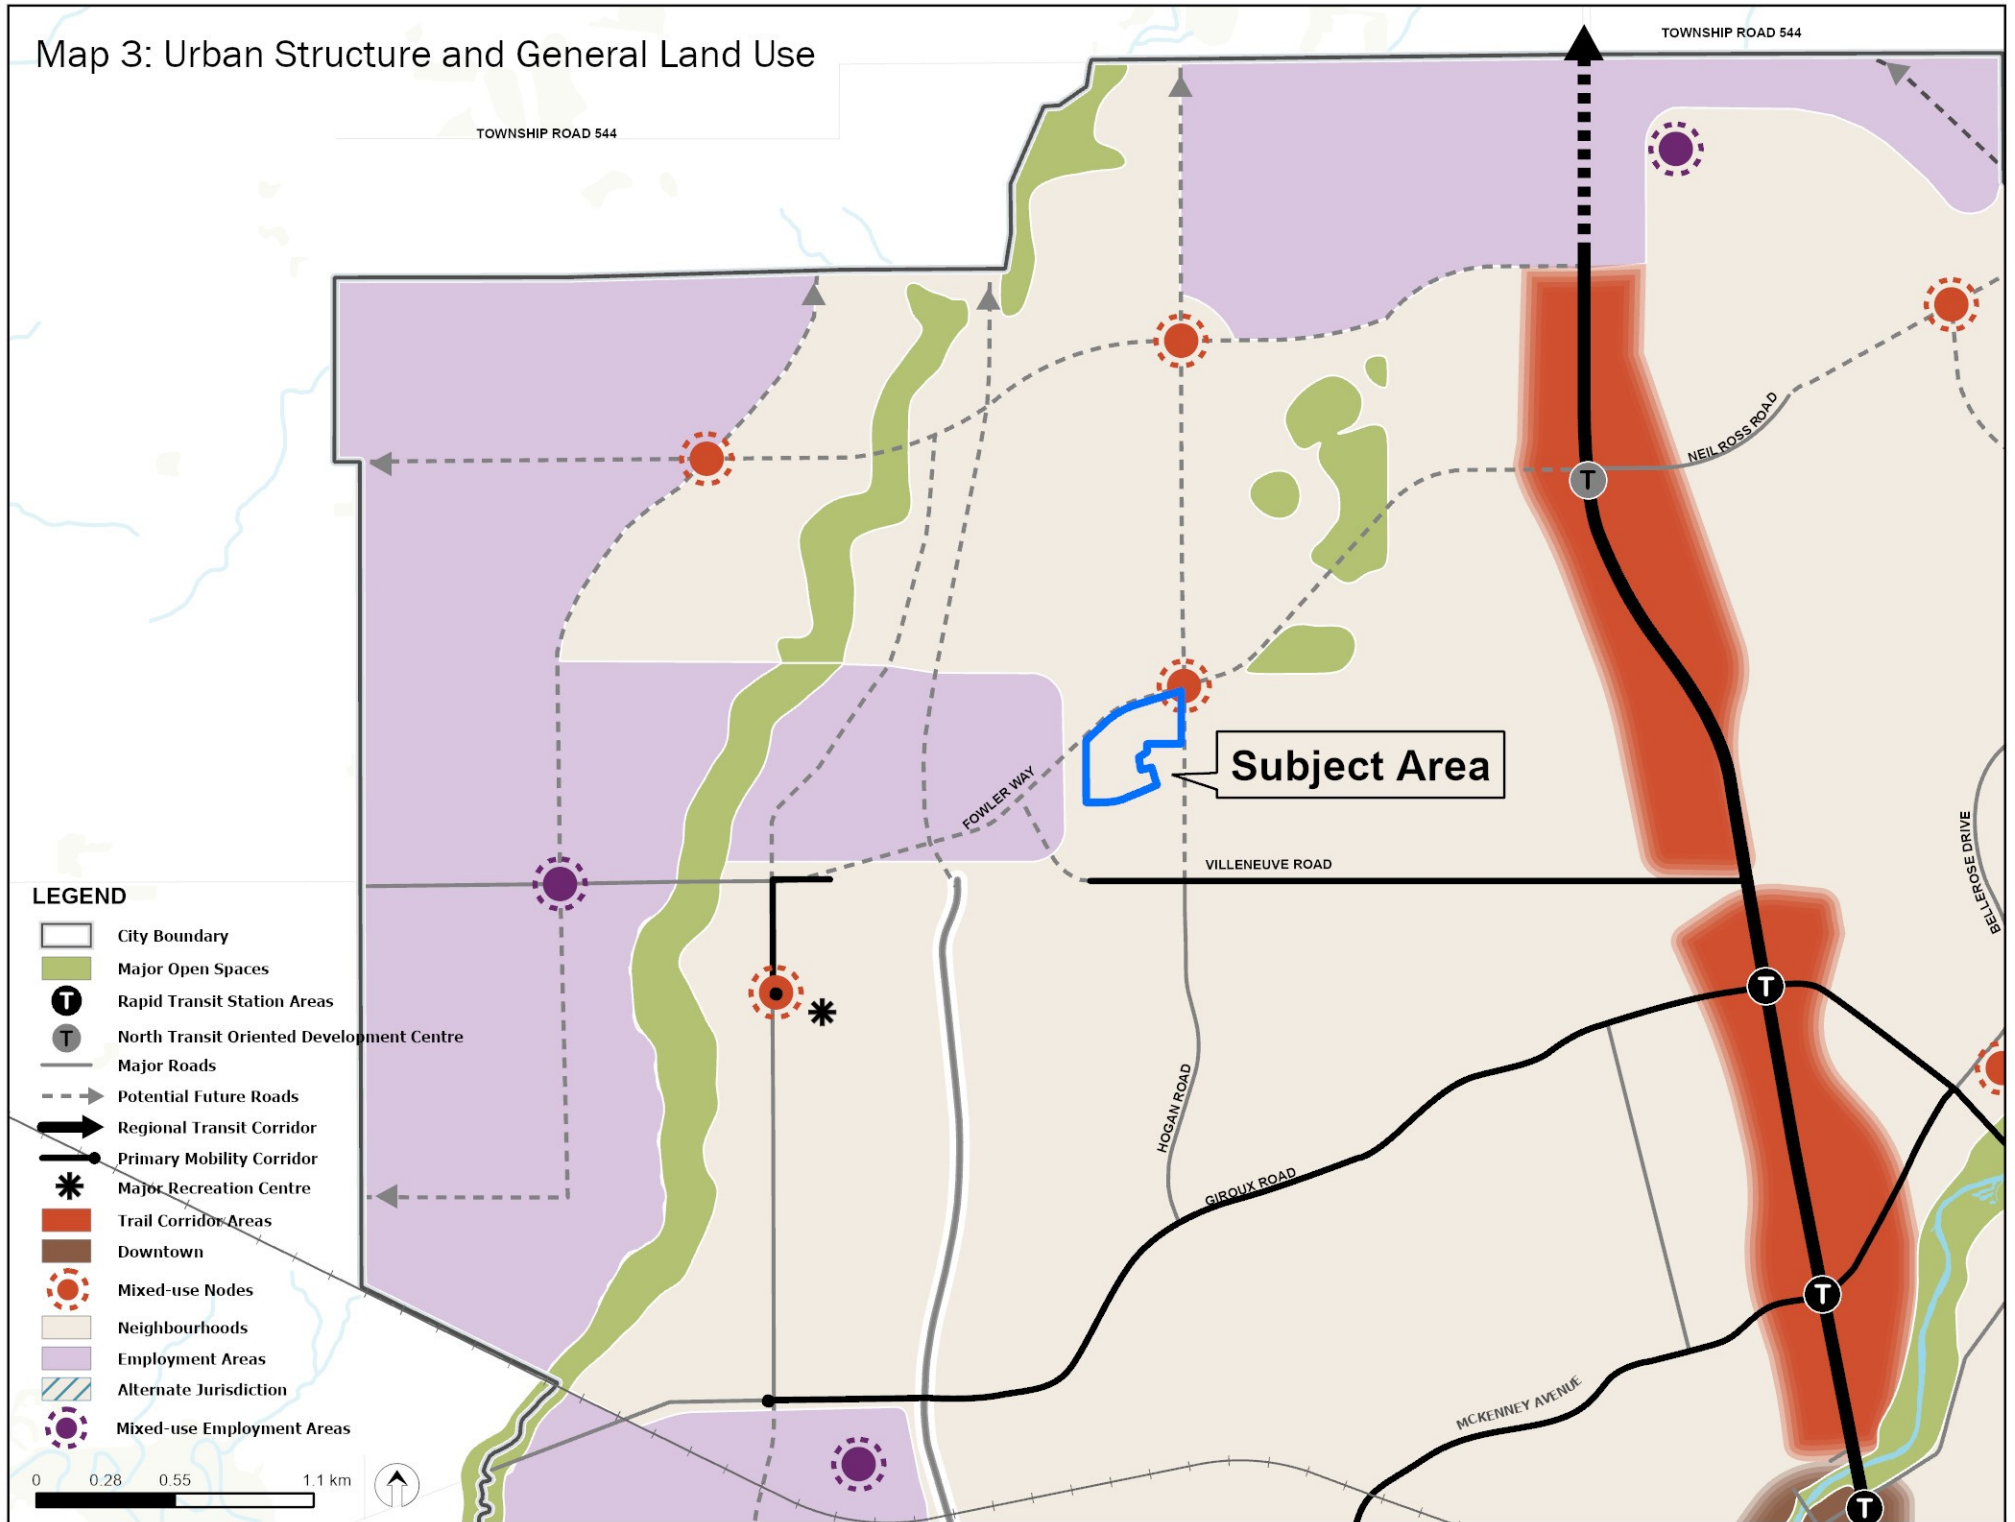 Map 3: Urban Structure and General Land Use
TOWNSHIP ROAD 544
TOWNSHIP ROAD 544
NEIL ROSS ROAD
T
Subject Area
FOWLER WAY
VILLENEUVE ROAD
BELLEROSE DRIVE
T
HOGAN ROAD
GIROUX ROAD
T
MCKENNEY AVENUE
T
LEGEND
City Boundary
Major Open Spaces
T Rapid Transit Station Areas
T North Transit Oriented Development Centre
Major Roads
Potential Future Roads
Regional Transit Corridor
Primary Mobility Corridor
Major Recreation Centre
Trail Corridor Areas
Downtown
Mixed-use Nodes
Neighbourhoods
Employment Areas
Alternate Jurisdiction
Mixed-use Employment Areas
0 0.28 0.55 1.1 km